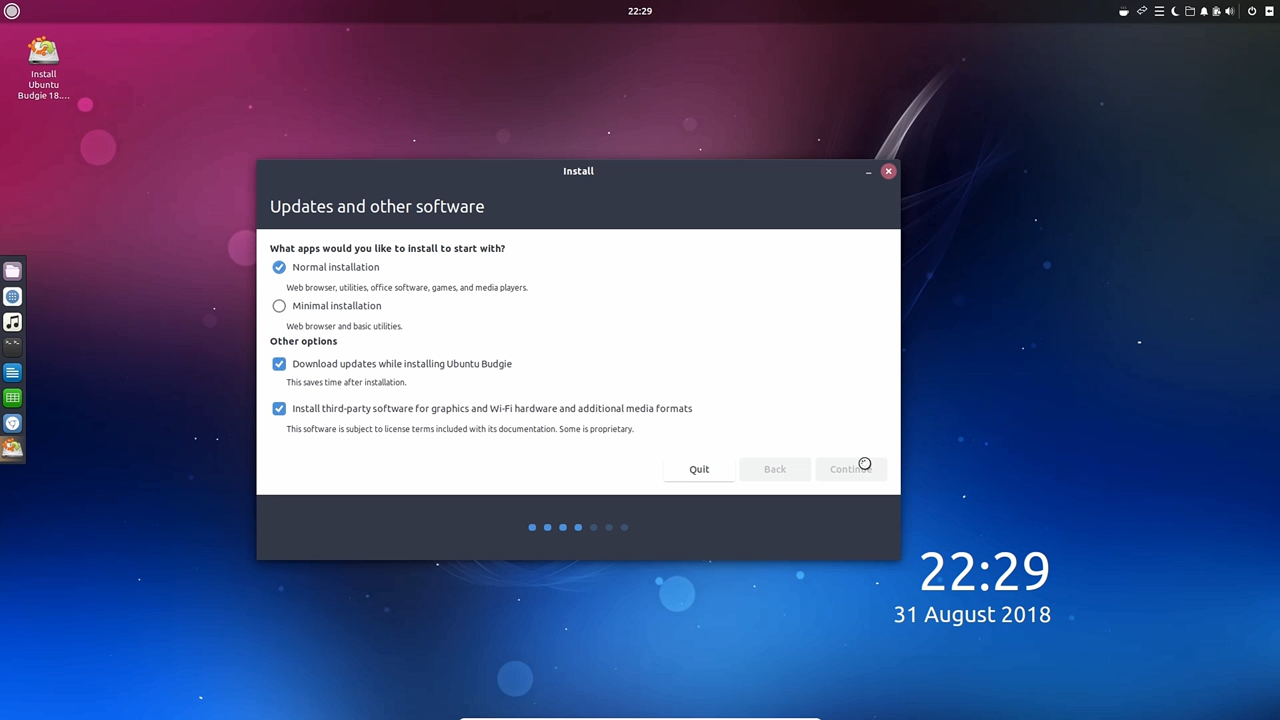 22:29
Install
Ubuntu
Budgie 18....
Install
Updates and other software
What apps would you like to install to start with?
Normal installation
Web browser, utilities, office software, games, and media players.
Minimal installation
Web browser and basic utilities.
Other options
Download updates while installing Ubuntu Budgie
This saves time after installation.
Install third-party software for graphics and Wi-Fi hardware and additional media formats
This software is subject to license terms included with its documentation. Some is proprietary.
Quit
Back
Continue
22:29
31 August 2018